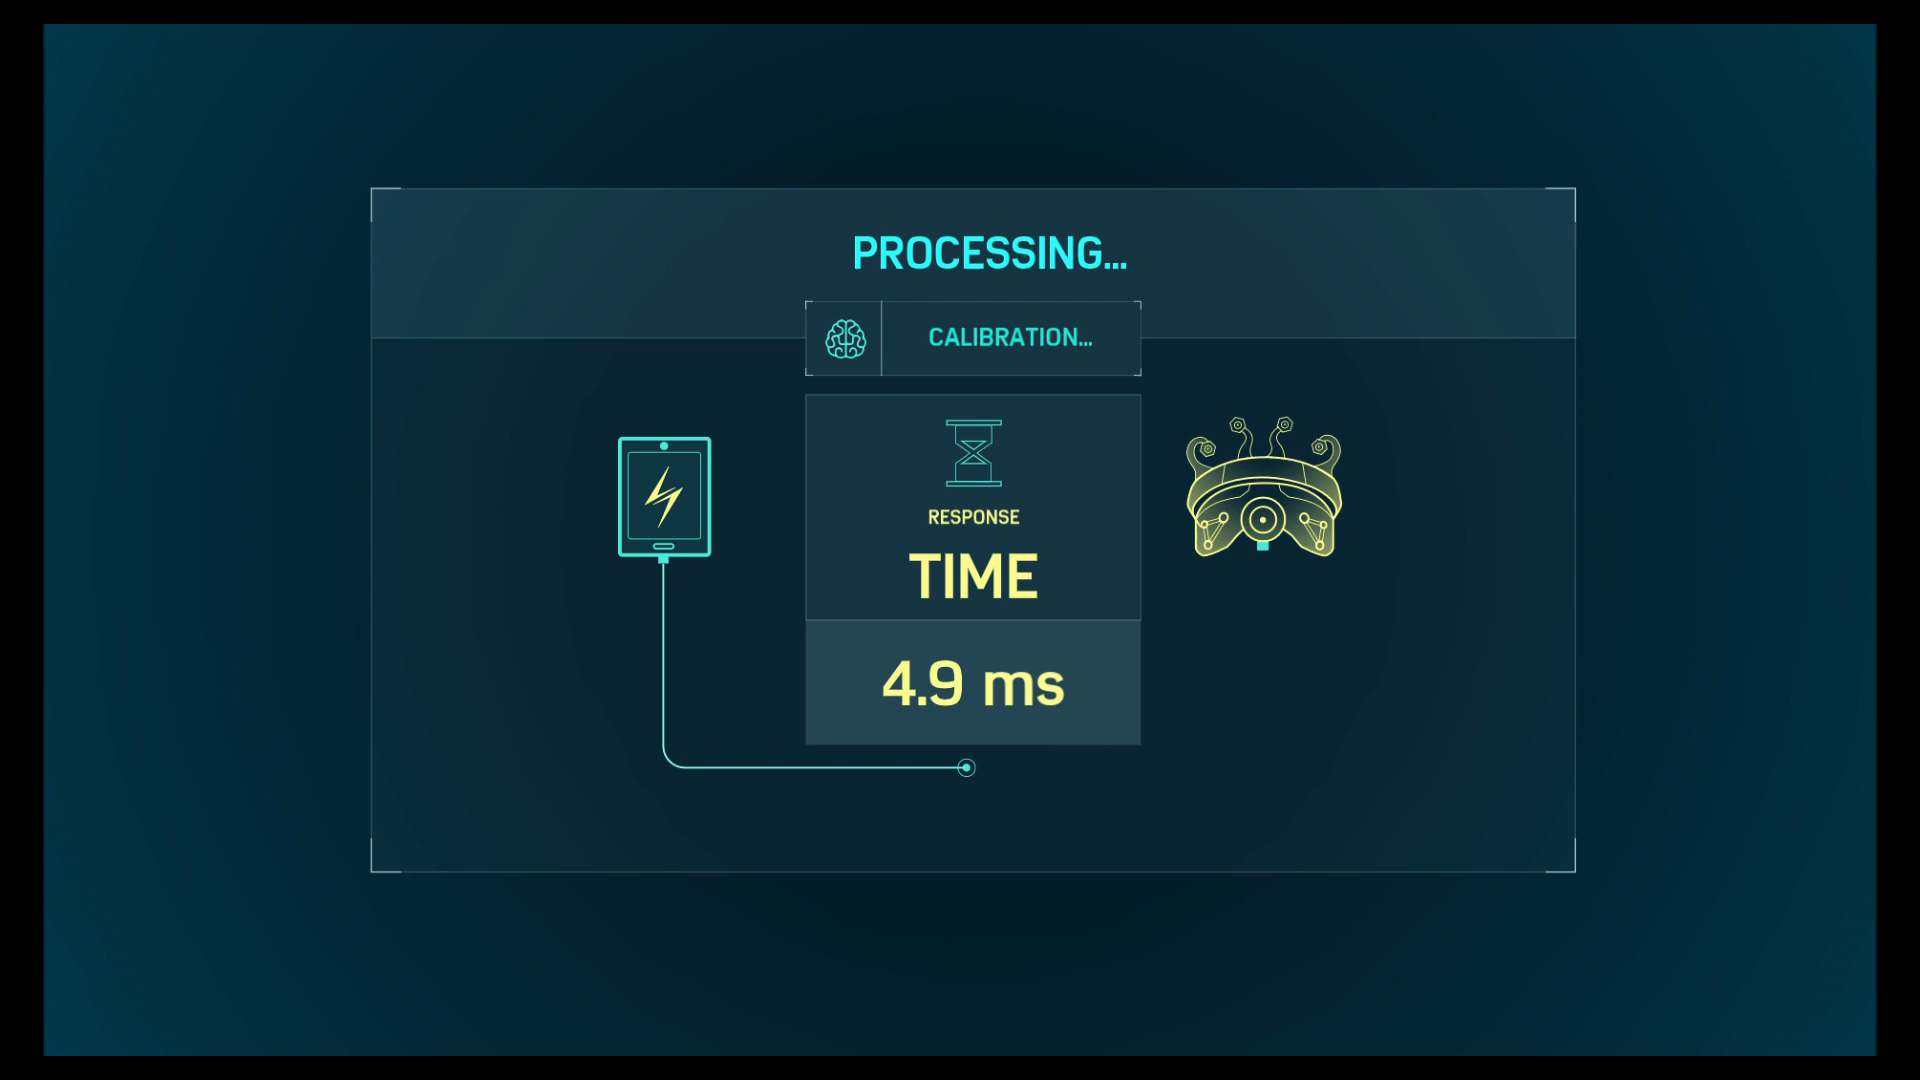 PROCESSING...
CALIBRATION...
RESPONSE
TIME
4.9 ms